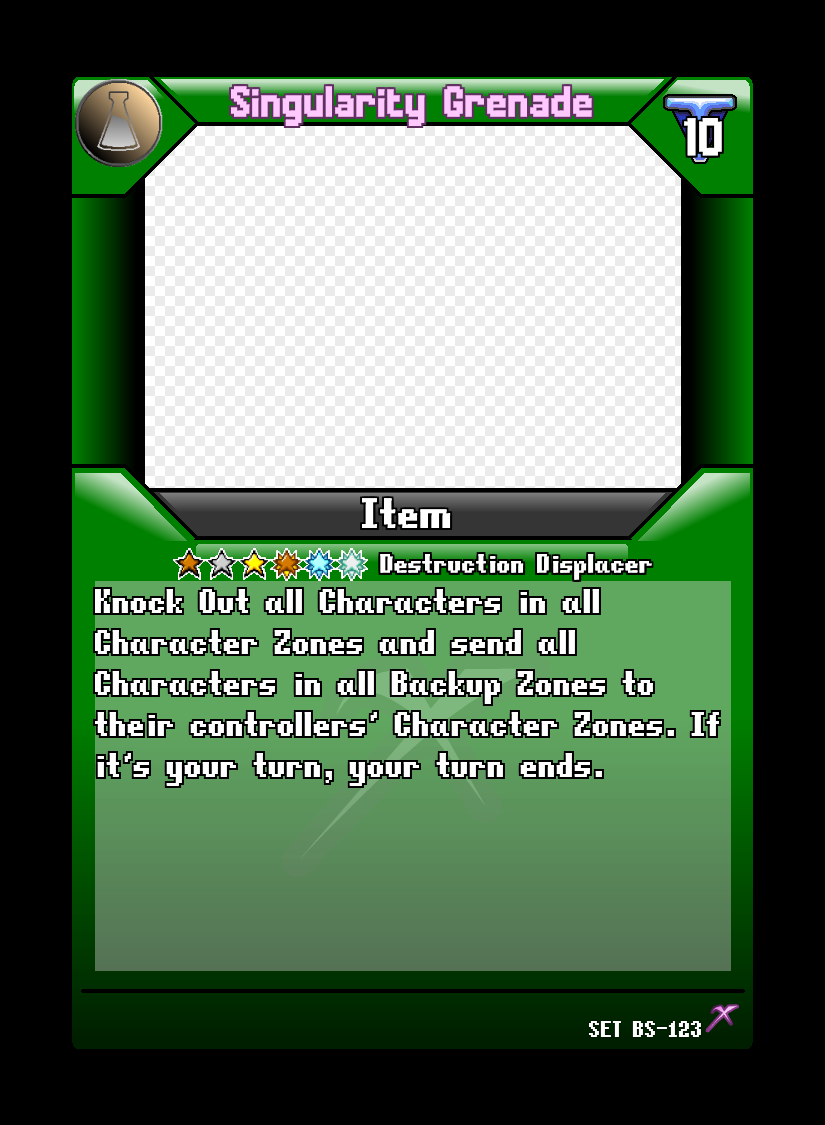 Singularity Grenade
10
Item
Destruction Displacer
Knock Out all Characters in all
Character Zones and send all
Characters in all Backup Zones to
their controllers' Character Zones. If
it's your turn, your turn ends.
SET BS-123